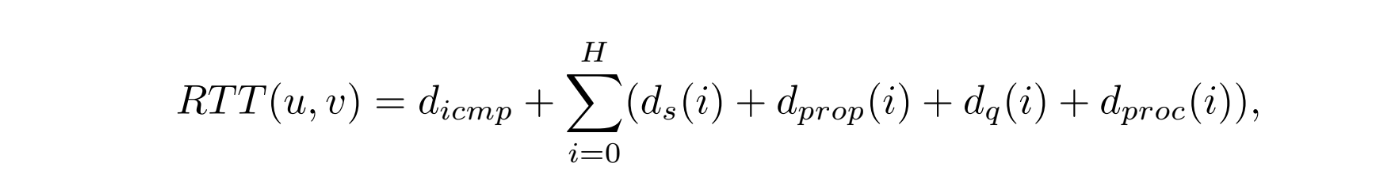 RTT(u, v) = d_{icmp} + \sum_{i=0}^{H} (d_s(i) + d_{prop}(i) + d_q(i) + d_{proc}(i)),